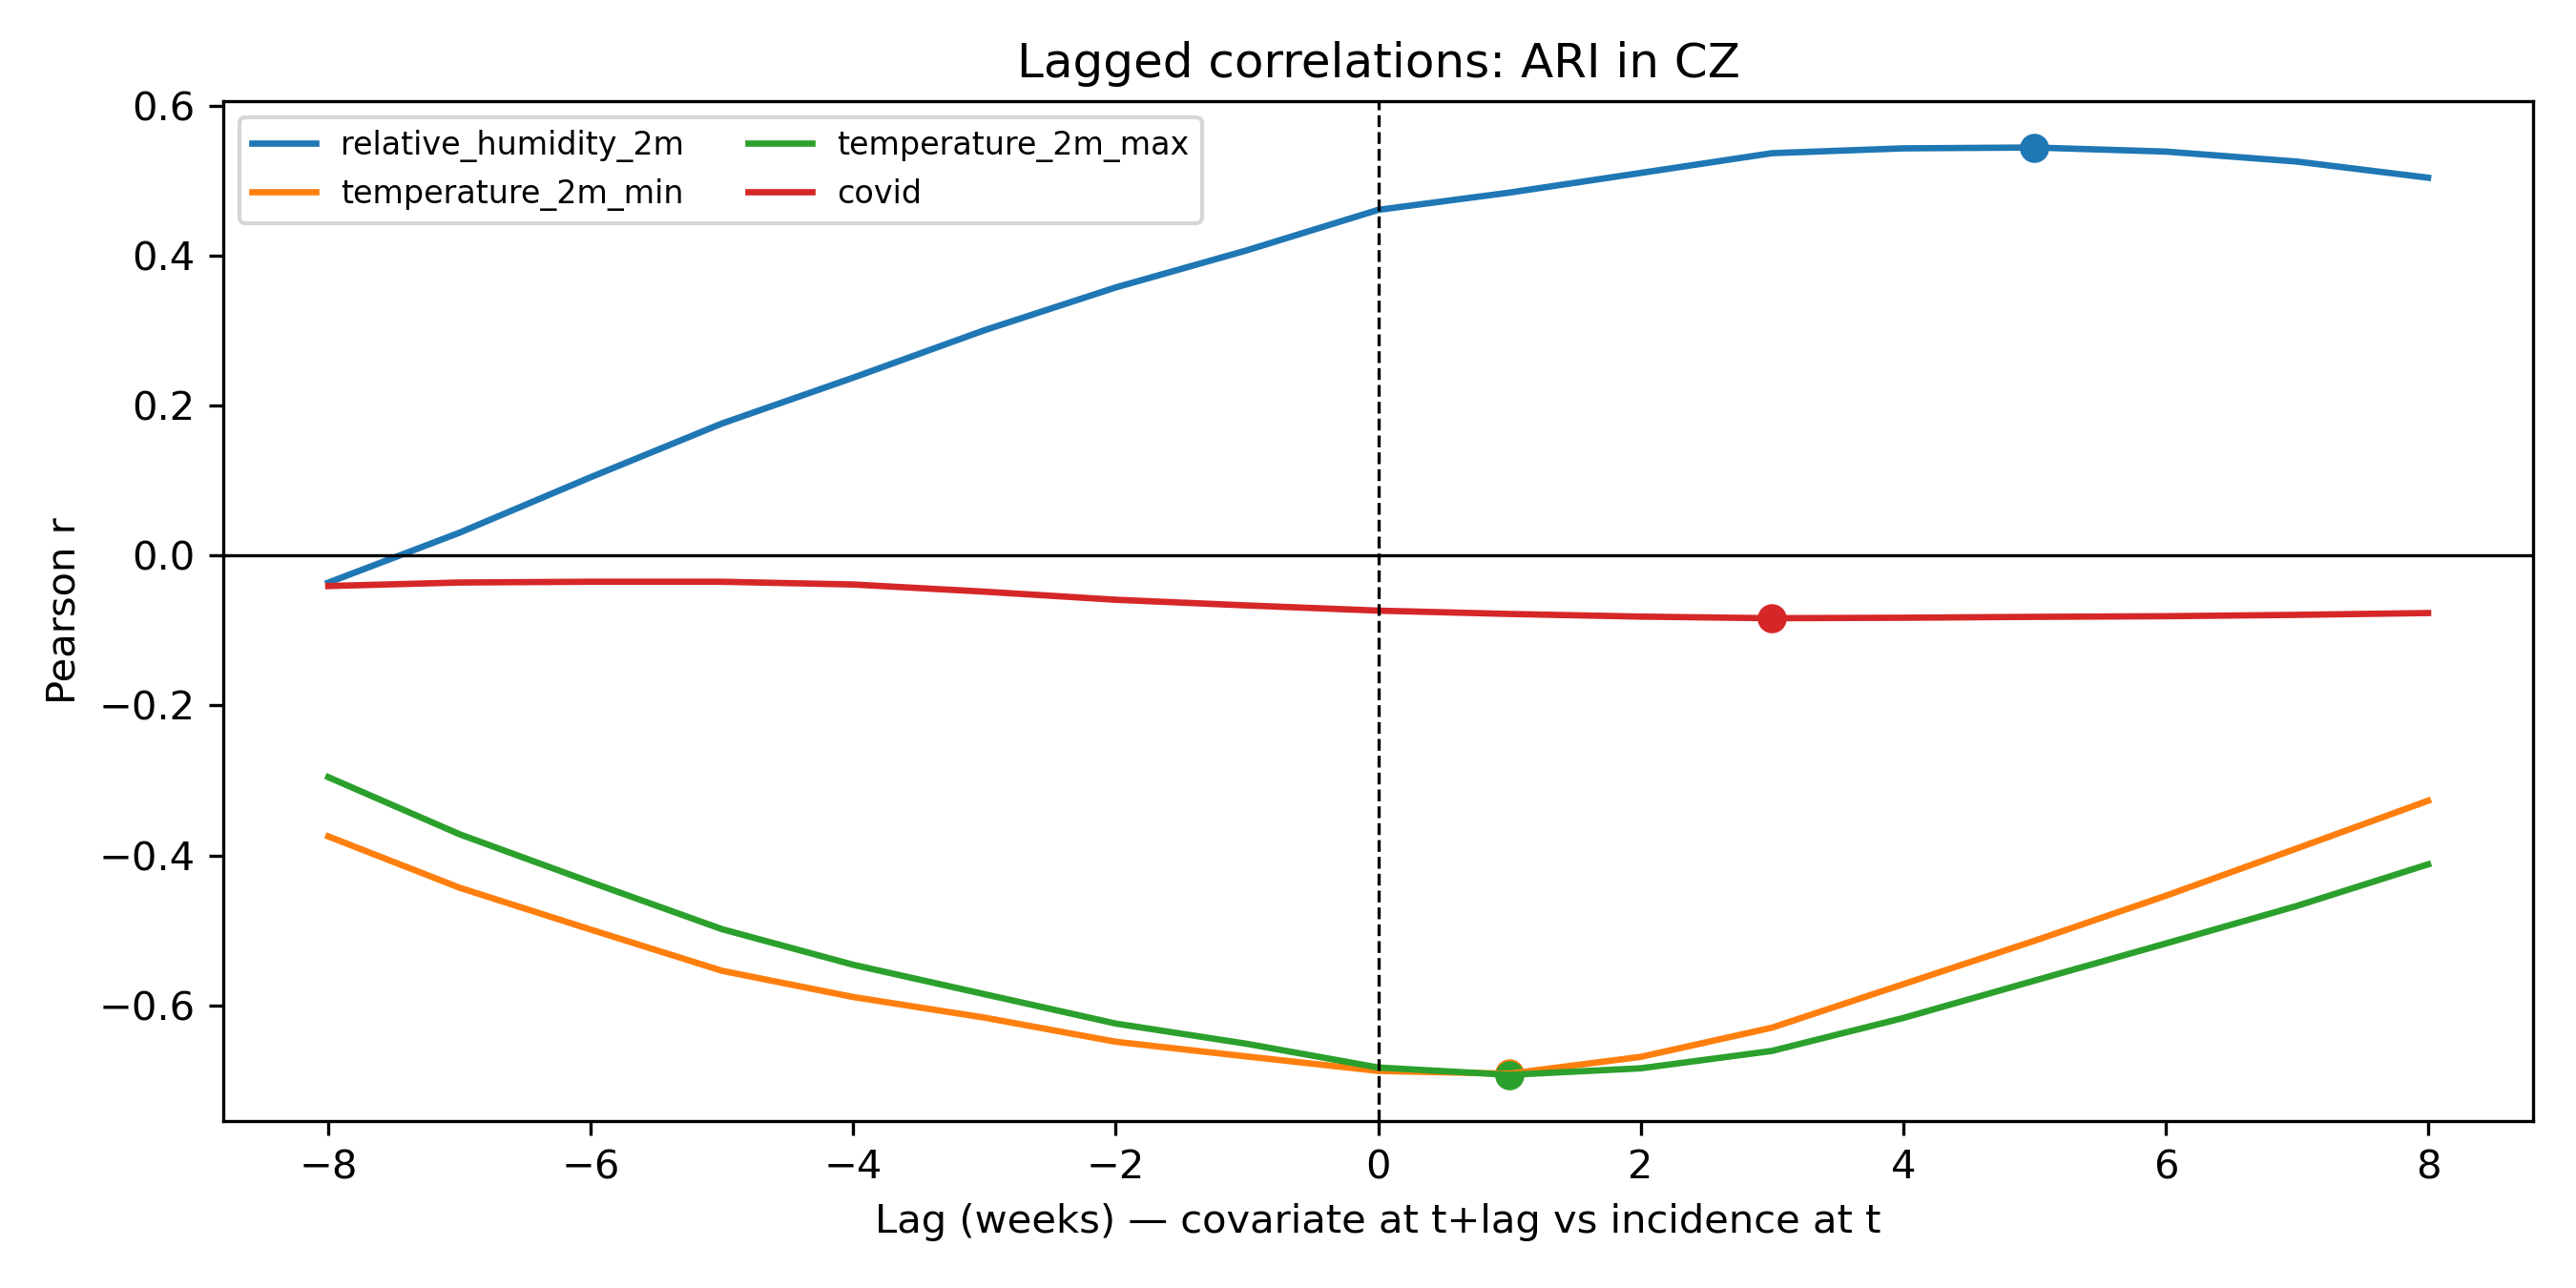 Lagged correlations: ARI in CZ
relative_humidity_2m
temperature_2m_min
temperature_2m_max
covid
Pearson r
0.6
0.4
0.2
0.0
−0.2
−0.4
−0.6
−8
−6
−4
−2
0
2
4
6
8
Lag (weeks) — covariate at t+lag vs incidence at t